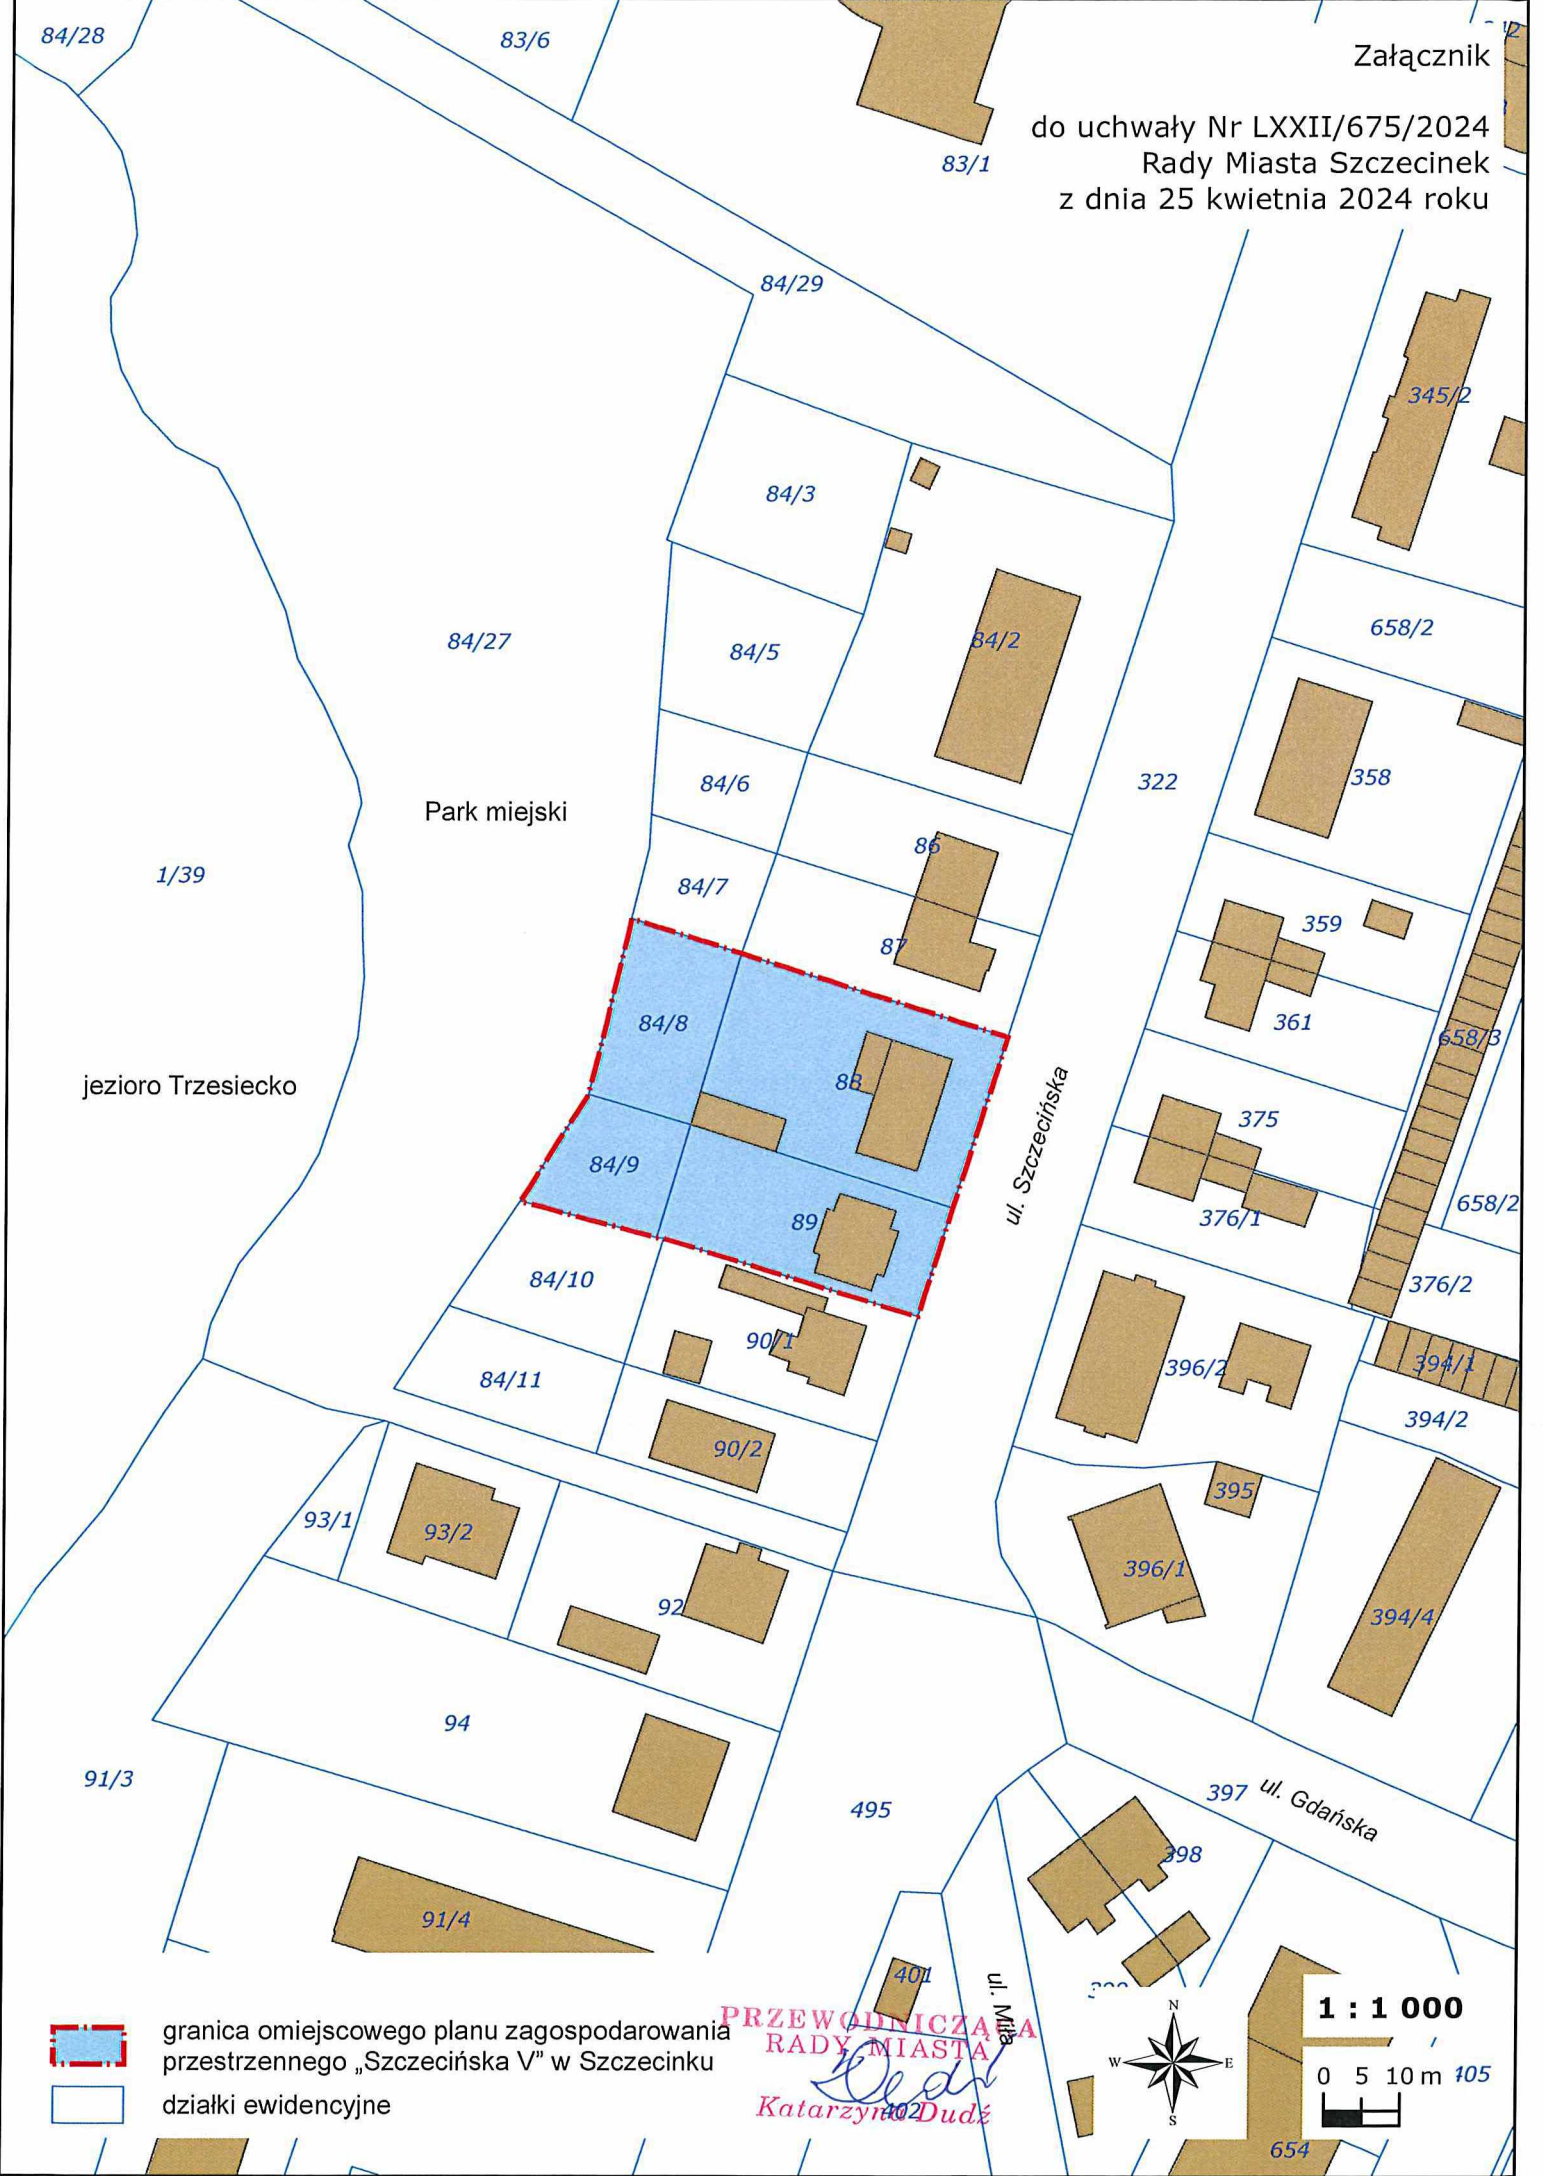 84/28
83/6
Załącznik
do uchwały Nr LXXII/675/2024
Rady Miasta Szczecinek
z dnia 25 kwietnia 2024 roku
83/1
84/29
345/2
84/3
658/2
84/2
84/27
84/5
322
358
84/6
Park miejski
86
1/39
84/7
359
87
84/8
361
658/3
jezioro Trzesiecko
88
ul. Szczecińska
375
84/9
89
376/1
658/2
84/10
376/2
90/1
396/2
394/1
84/11
394/2
90/2
395
93/1
93/2
396/1
92
394/4
94
91/3
495
397
ul. Gdańska
398
91/4
401
ul. Miła
N
W
E
S
1 : 1 000
0 5 10 m
405
granica omiejscowego planu zagospodarowania
przestrzennego „Szczecińska V” w Szczecinku
działki ewidencyjne
PRZEWODNICZĄCA
RADY MIASTA
Katarzyna Dudź
402
654